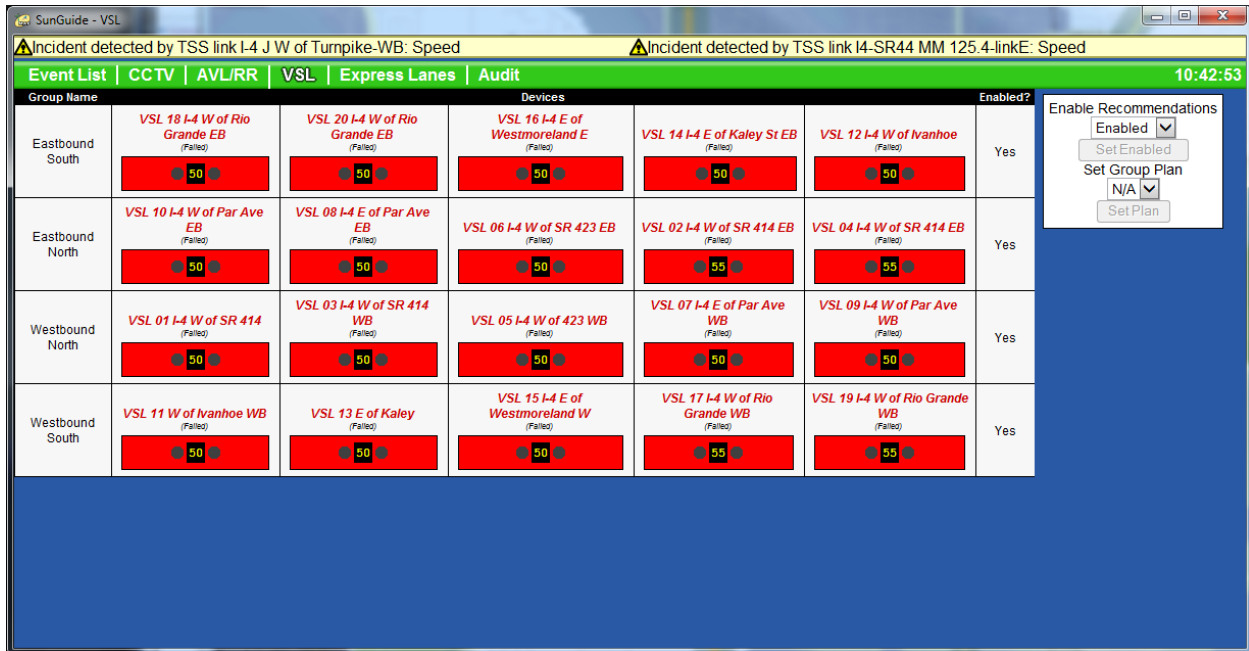 SunGuide - VSL
Incident detected by TSS link I-4 J W of Turnpike-WB: Speed
Incident detected by TSS link I4-SR44 MM 125.4-linkE: Speed
Event List | CCTV | AVL/RR | VSL | Express Lanes | Audit
10:42:53
Group Name
Devices
Enabled?
Eastbound
South
VSL 18 I-4 W of Rio
Grande EB
(Failed)
50
VSL 20 I-4 W of Rio
Grande EB
(Failed)
50
VSL 16 I-4 E of
Westmoreland E
(Failed)
50
VSL 14 I-4 E of Kaley St EB
(Failed)
50
VSL 12 I-4 W of Ivanhoe
(Failed)
50
Yes
Eastbound
North
VSL 10 I-4 W of Par Ave
EB
(Failed)
50
VSL 08 I-4 E of Par Ave
EB
(Failed)
50
VSL 06 I-4 W of SR 423 EB
(Failed)
50
VSL 02 I-4 W of SR 414 EB
(Failed)
55
VSL 04 I-4 W of SR 414 EB
(Failed)
55
Yes
Westbound
North
VSL 01 I-4 W of SR 414
(Failed)
50
VSL 03 I-4 W of SR 414
WB
(Failed)
50
VSL 05 I-4 W of 423 WB
(Failed)
50
VSL 07 I-4 E of Par Ave
WB
(Failed)
50
VSL 09 I-4 W of Par Ave
WB
(Failed)
50
Yes
Westbound
South
VSL 11 W of Ivanhoe WB
(Failed)
50
VSL 13 E of Kaley
(Failed)
50
VSL 15 I-4 E of
Westmoreland W
(Failed)
50
VSL 17 I-4 W of Rio
Grande WB
(Failed)
55
VSL 19 I-4 W of Rio Grande
WB
(Failed)
55
Yes
Enable Recommendations
Enabled
Set Enabled
Set Group Plan
N/A
Set Plan